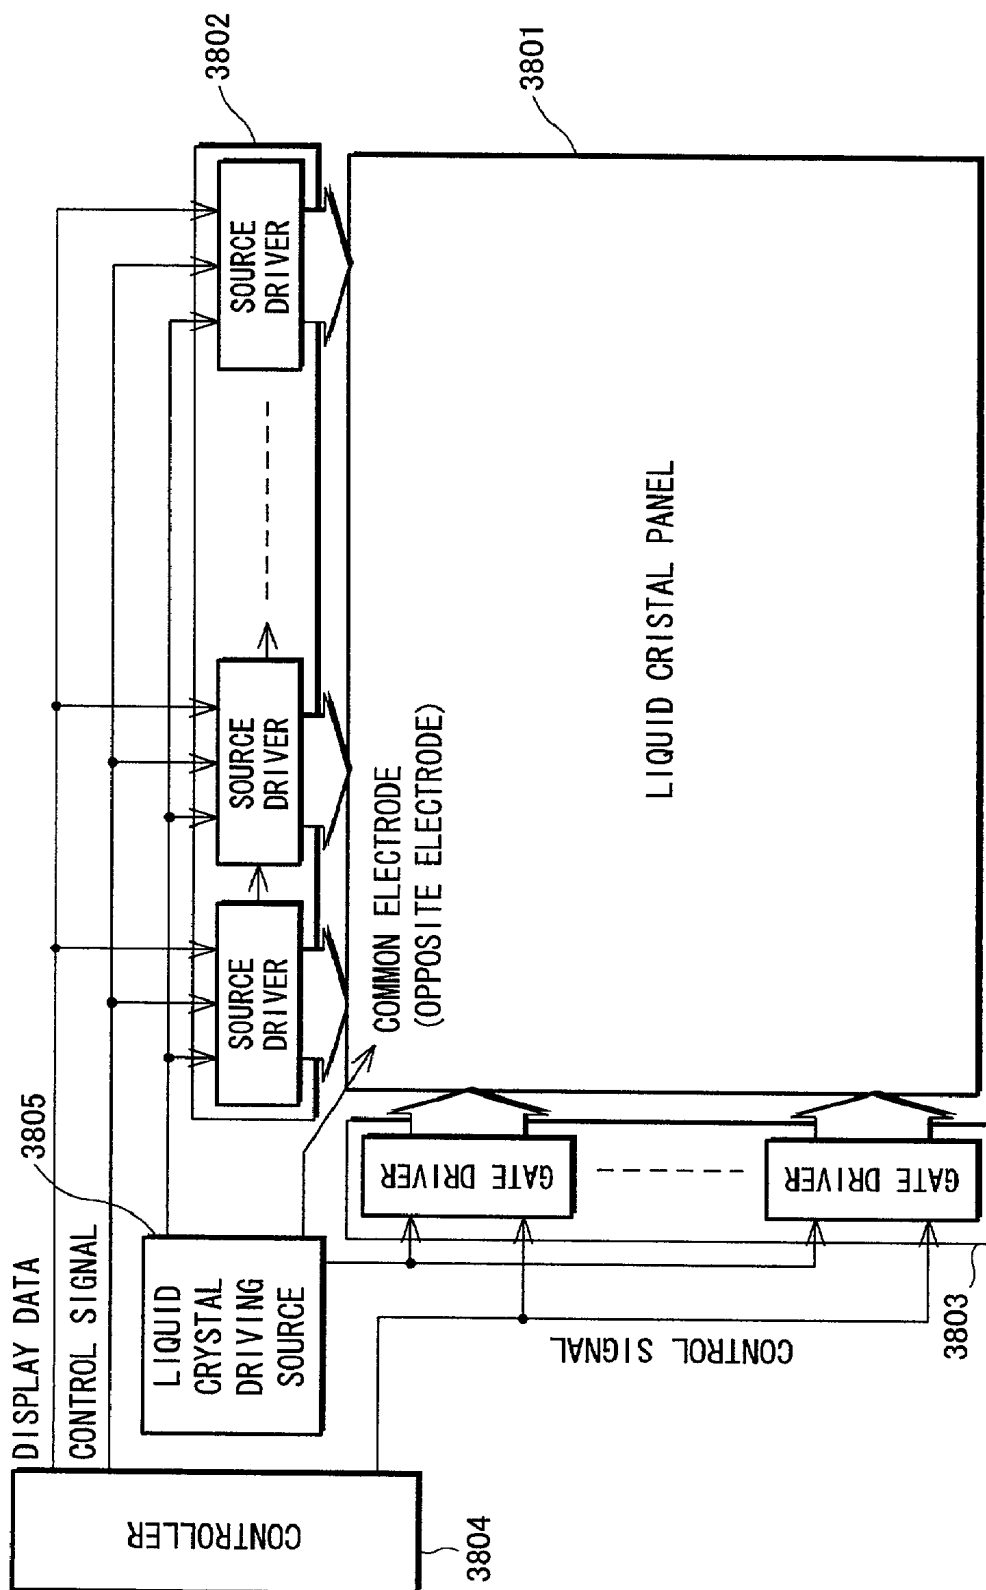 DISPLAY DATA
CONTROL SIGNAL
3805
3802
3801
CONTROLLER
3804
LIQUID
CRYSTAL
DRIVING
SOURCE
SOURCE
DRIVER
SOURCE
DRIVER
SOURCE
DRIVER
COMMON ELECTRODE
(OPPOSITE ELECTRODE)
GATE DRIVER
GATE DRIVER
CONTROL SIGNAL
3803
LIQUID CRISTAL PANEL